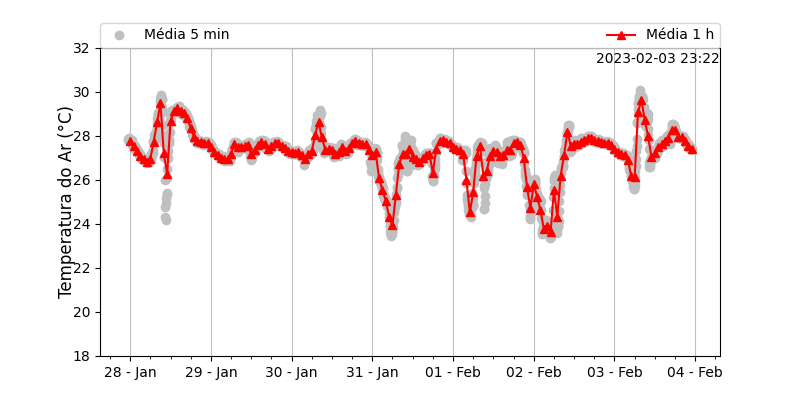 Média 5 min
Média 1 h
2023-02-03 23:22
Temperatura do Ar (°C)
32
30
28
26
24
22
20
18
28 - Jan
29 - Jan
30 - Jan
31 - Jan
01 - Feb
02 - Feb
03 - Feb
04 - Feb